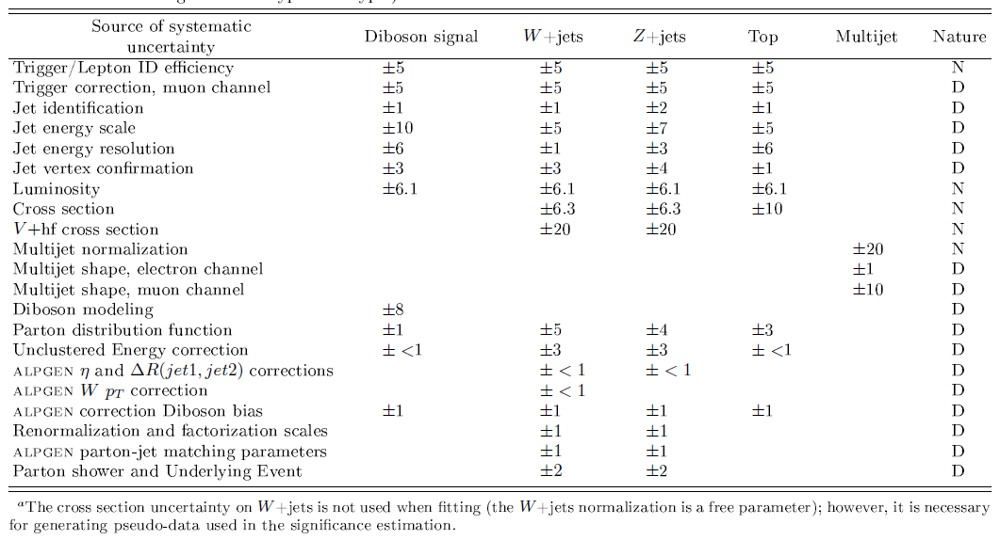 Source of systematic
uncertainty Diboson signal W+jets Z+jets Top Multijet Nature
Trigger/Lepton ID efficiency ±5 ±5 ±5 ±5 N
Trigger correction, muon channel ±5 ±5 ±5 ±5 D
Jet identification ±1 ±1 ±2 ±1 D
Jet energy scale ±10 ±5 ±7 ±5 D
Jet energy resolution ±6 ±1 ±3 ±6 D
Jet vertex confirmation ±3 ±3 ±4 ±1 D
Luminosity ±6.1 ±6.1 ±6.1 ±6.1 N
Cross section ±6.3 ±6.3 ±10 N
V+hf cross section ±20 ±20 N
Multijet normalization ±20 N
Multijet shape, electron channel ±1 D
Multijet shape, muon channel ±10 D
Diboson modeling ±8 D
Parton distribution function ±1 ±5 ±4 ±3 D
Unclustered Energy correction ± <1 ±3 ±3 ± <1 D
ALPGEN η and ΔR(jet1, jet2) corrections ± < 1 ± < 1 D
ALPGEN W pT correction ± < 1 D
ALPGEN correction Diboson bias ±1 ±1 ±1 ±1 D
Renormalization and factorization scales ±1 ±1 D
ALPGEN parton-jet matching parameters ±1 ±1 D
Parton shower and Underlying Event ±2 ±2 D
aThe cross section uncertainty on W+jets is not used when fitting (the W+jets normalization is a free parameter); however, it is necessary
for generating pseudo-data used in the significance estimation.